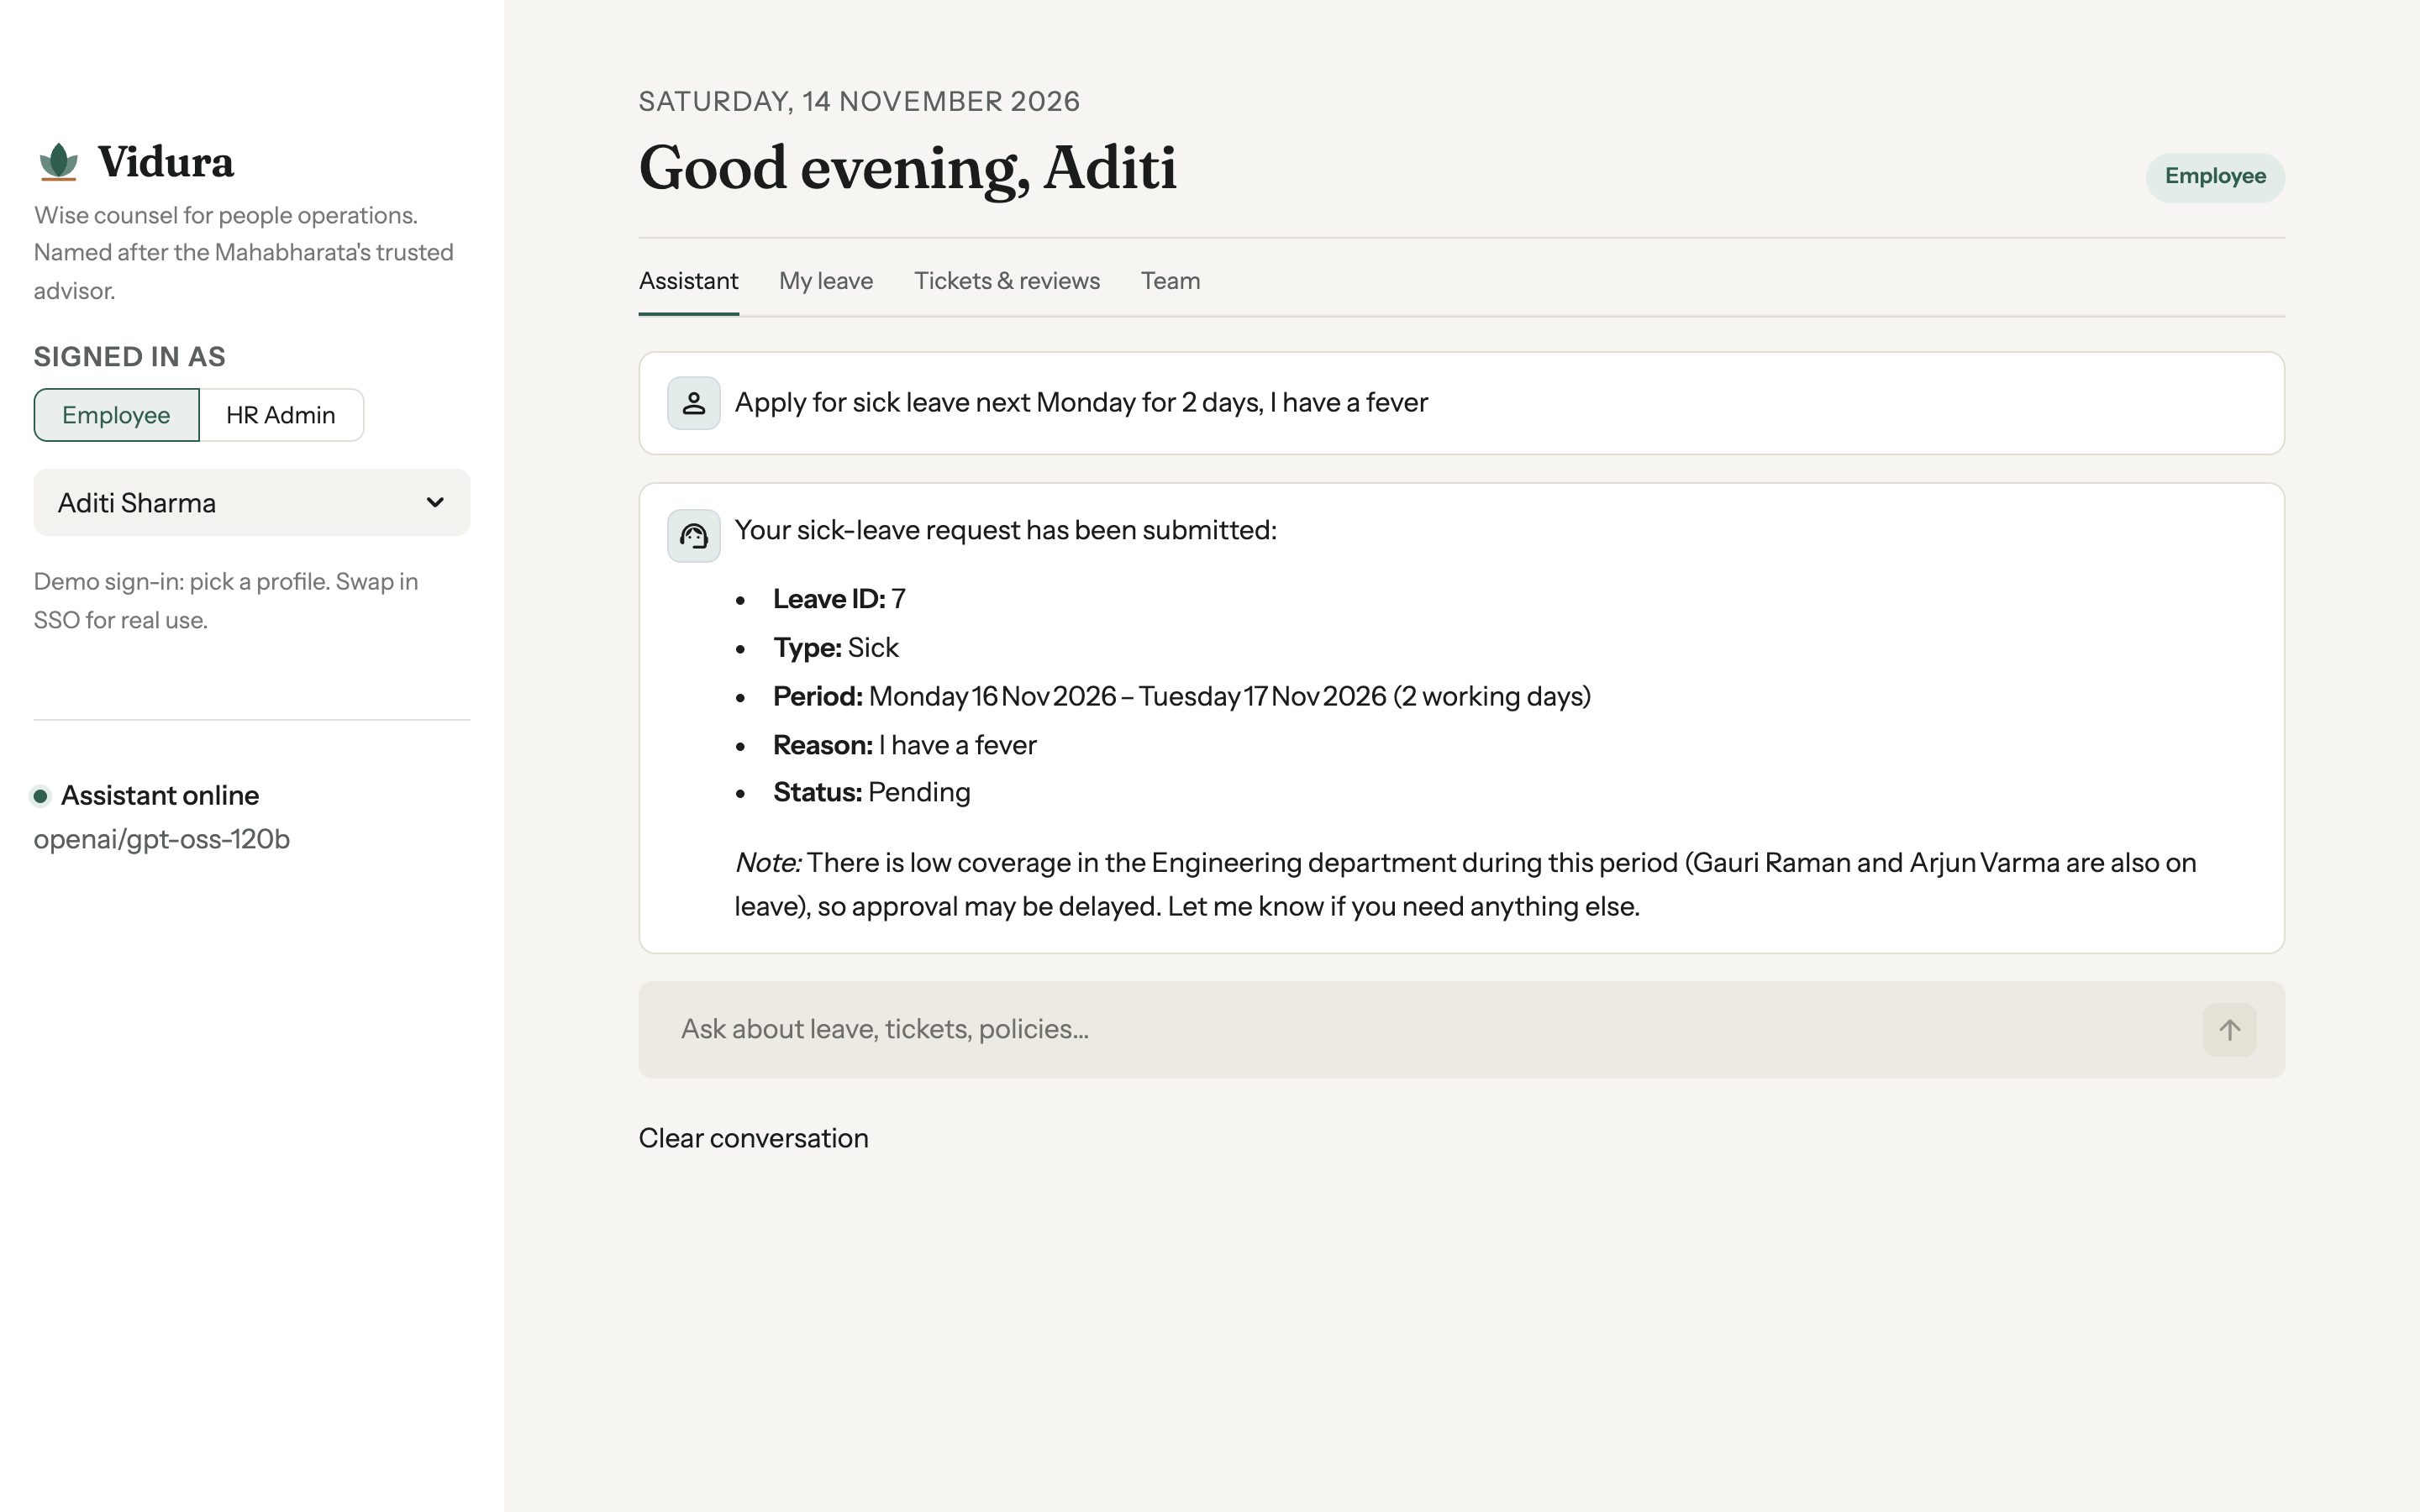 Vidura
Wise counsel for people operations.
Named after the Mahabharata's trusted
advisor.
SIGNED IN AS
Employee
HR Admin
Aditi Sharma
Demo sign-in: pick a profile. Swap in
SSO for real use.
Assistant online
openai/gpt-oss-120b
SATURDAY, 14 NOVEMBER 2026
Good evening, Aditi
Employee
Assistant
My leave
Tickets & reviews
Team
Apply for sick leave next Monday for 2 days, I have a fever
Your sick-leave request has been submitted:
• Leave ID: 7
• Type: Sick
• Period: Monday 16 Nov 2026 – Tuesday 17 Nov 2026 (2 working days)
• Reason: I have a fever
• Status: Pending
Note: There is low coverage in the Engineering department during this period (Gauri Raman and Arjun Varma are also on
leave), so approval may be delayed. Let me know if you need anything else.
Ask about leave, tickets, policies...
Clear conversation